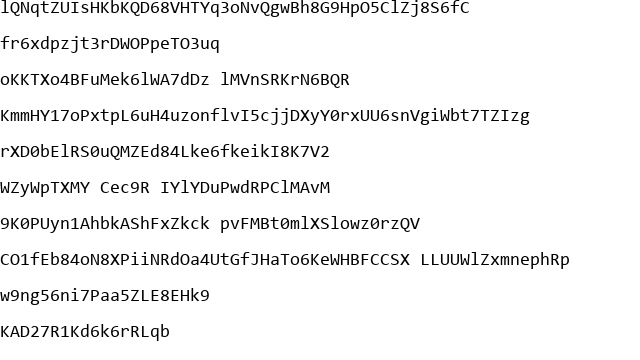 lQNqtZUIsHKbKQD68VHTYq3oNvQgwBh8G9HpO5ClZj8S6fC
fr6xdpzjt3rDWOPpeTO3uq
oKKTXo4BFuMek6lWA7dDz lMVnSRKrN6BQR
KmmHY17oPxtpL6uH4uzonflvI5cjjDXyY0rxUU6snVgiWbt7TZIzg
rXD0bElRS0uQMZEd84Lke6fkeikI8K7V2
WZyWpTXMY Cec9R IYlYDuPwdRPClMAvM
9K0PUyn1AhbkAShFxZkck pvFMBt0mlXSlowz0rzQV
CO1fEb84oN8XPiiNRdOa4UtGfJHaTo6KeWHBFCCSX LLUUWlZxmnephRp
w9ng56ni7Paa5ZLE8EHk9
KAD27R1Kd6k6rRLqb